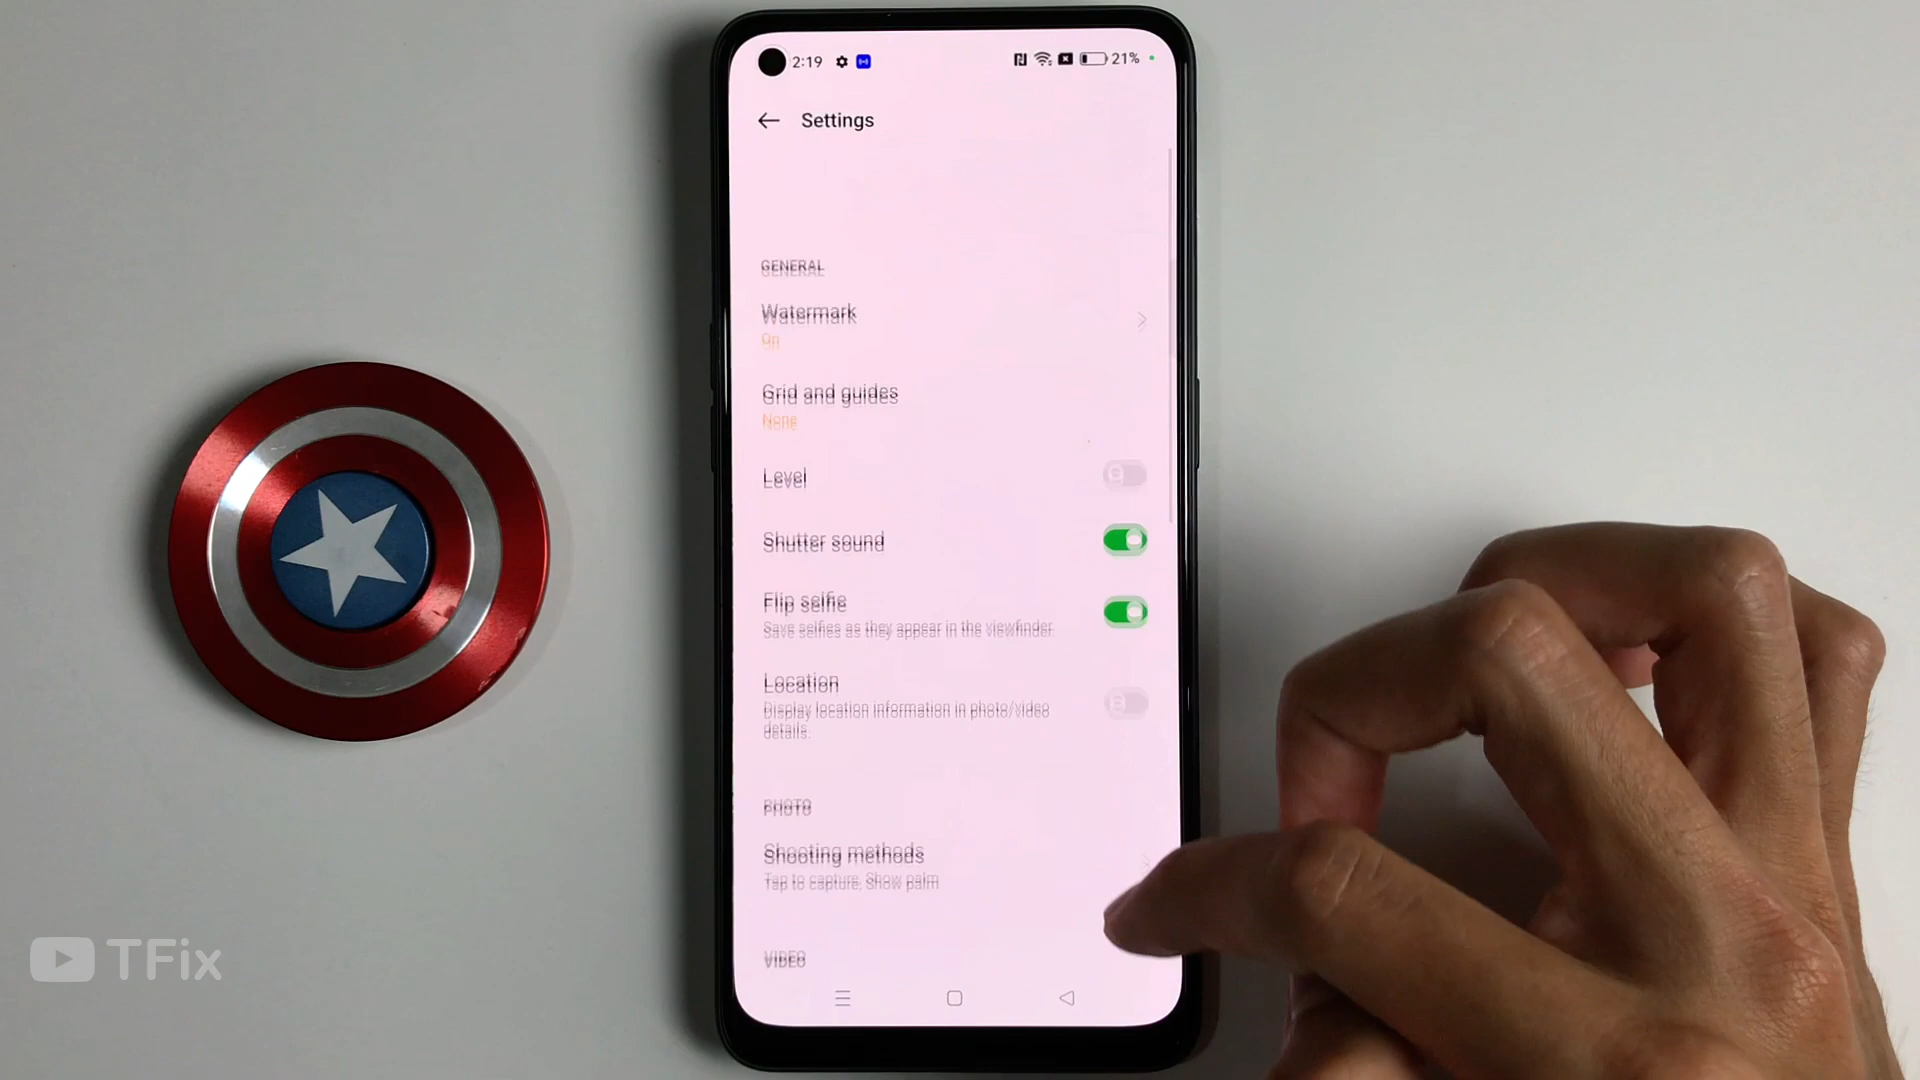 2:19
21%
Settings
GENERAL
Watermark
On
Grid and guides
None
Level
Shutter sound
Flip selfie
Save selfies as they appear in the viewfinder.
Location
Display location information in photo/video
details.
PHOTO
Shooting methods
Tap to capture, Show palm
VIDEO
TFix